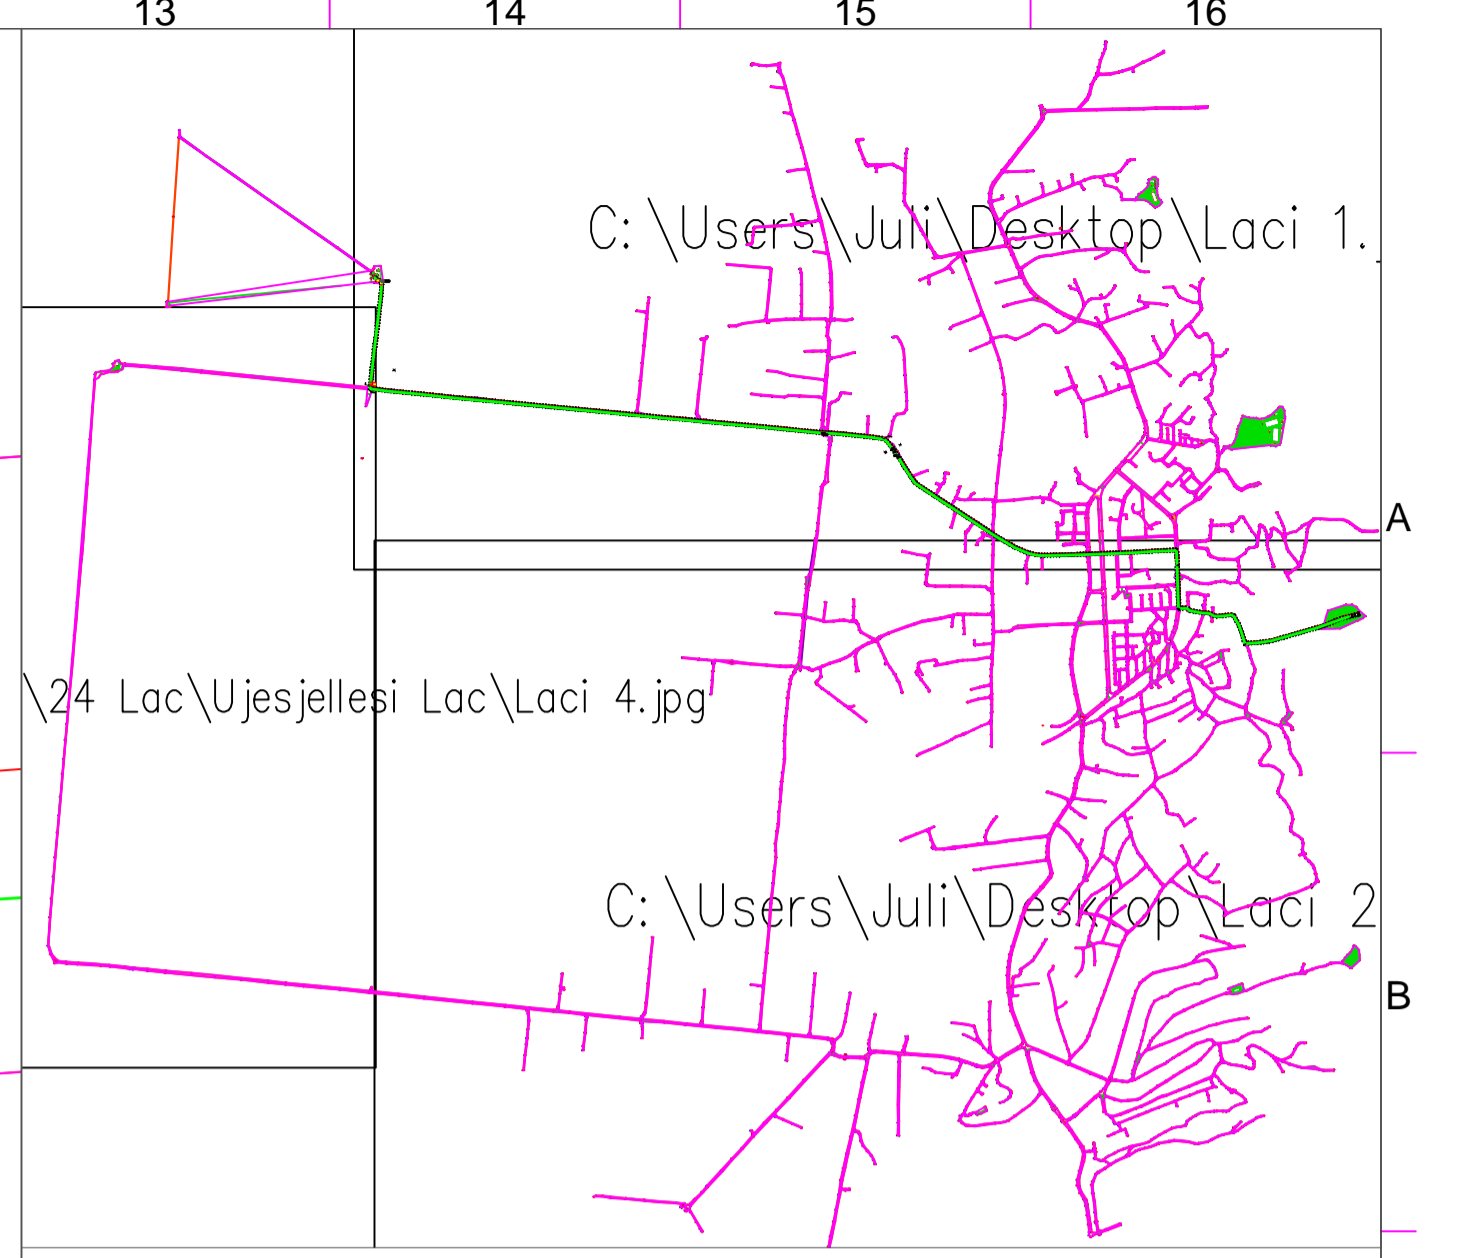 13 14 15 16
C:\Users\Juli\Desktop\Laci 1.
A
\24 Lac\Ujesjellesi Lac\Laci 4.jpg
C:\Users\Juli\Desktop\Laci 2
B